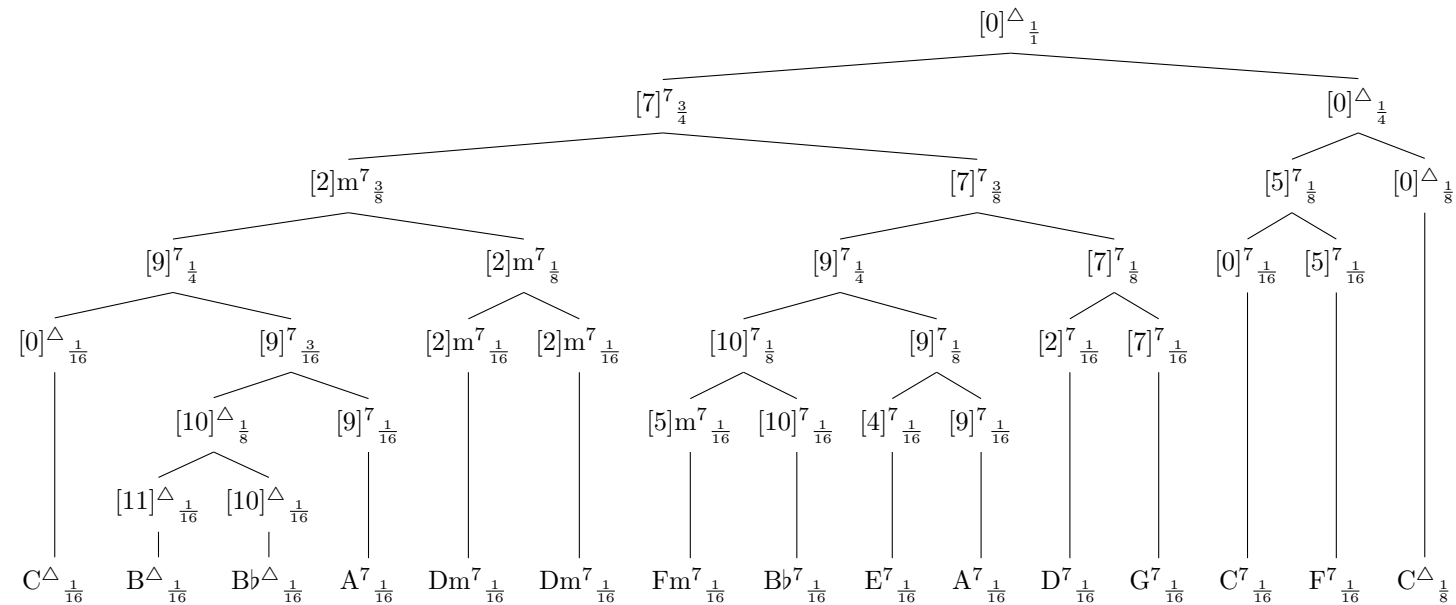 [0]△ 1/1
[7]7 3/4 [0]△ 1/4
[2]m7 3/8 [7]7 3/8 [5]7 1/8 [0]△ 1/8
[9]7 1/4 [2]m7 1/8 [9]7 1/4 [7]7 1/8 [0]7 1/16 [5]7 1/16
[0]△ 1/16 [9]7 3/16 [2]m7 1/16 [2]m7 1/16 [10]7 1/8 [9]7 1/8 [2]7 1/16 [7]7 1/16
[10]△ 1/8 [9]7 1/16 [5]m7 1/16 [10]7 1/16 [4]7 1/16 [9]7 1/16
[11]△ 1/16 [10]△ 1/16
C△ 1/16 B△ 1/16 B♭△ 1/16 A7 1/16 Dm7 1/16 Dm7 1/16 Fm7 1/16 B♭7 1/16 E7 1/16 A7 1/16 D7 1/16 G7 1/16 C7 1/16 F7 1/16 C△ 1/8